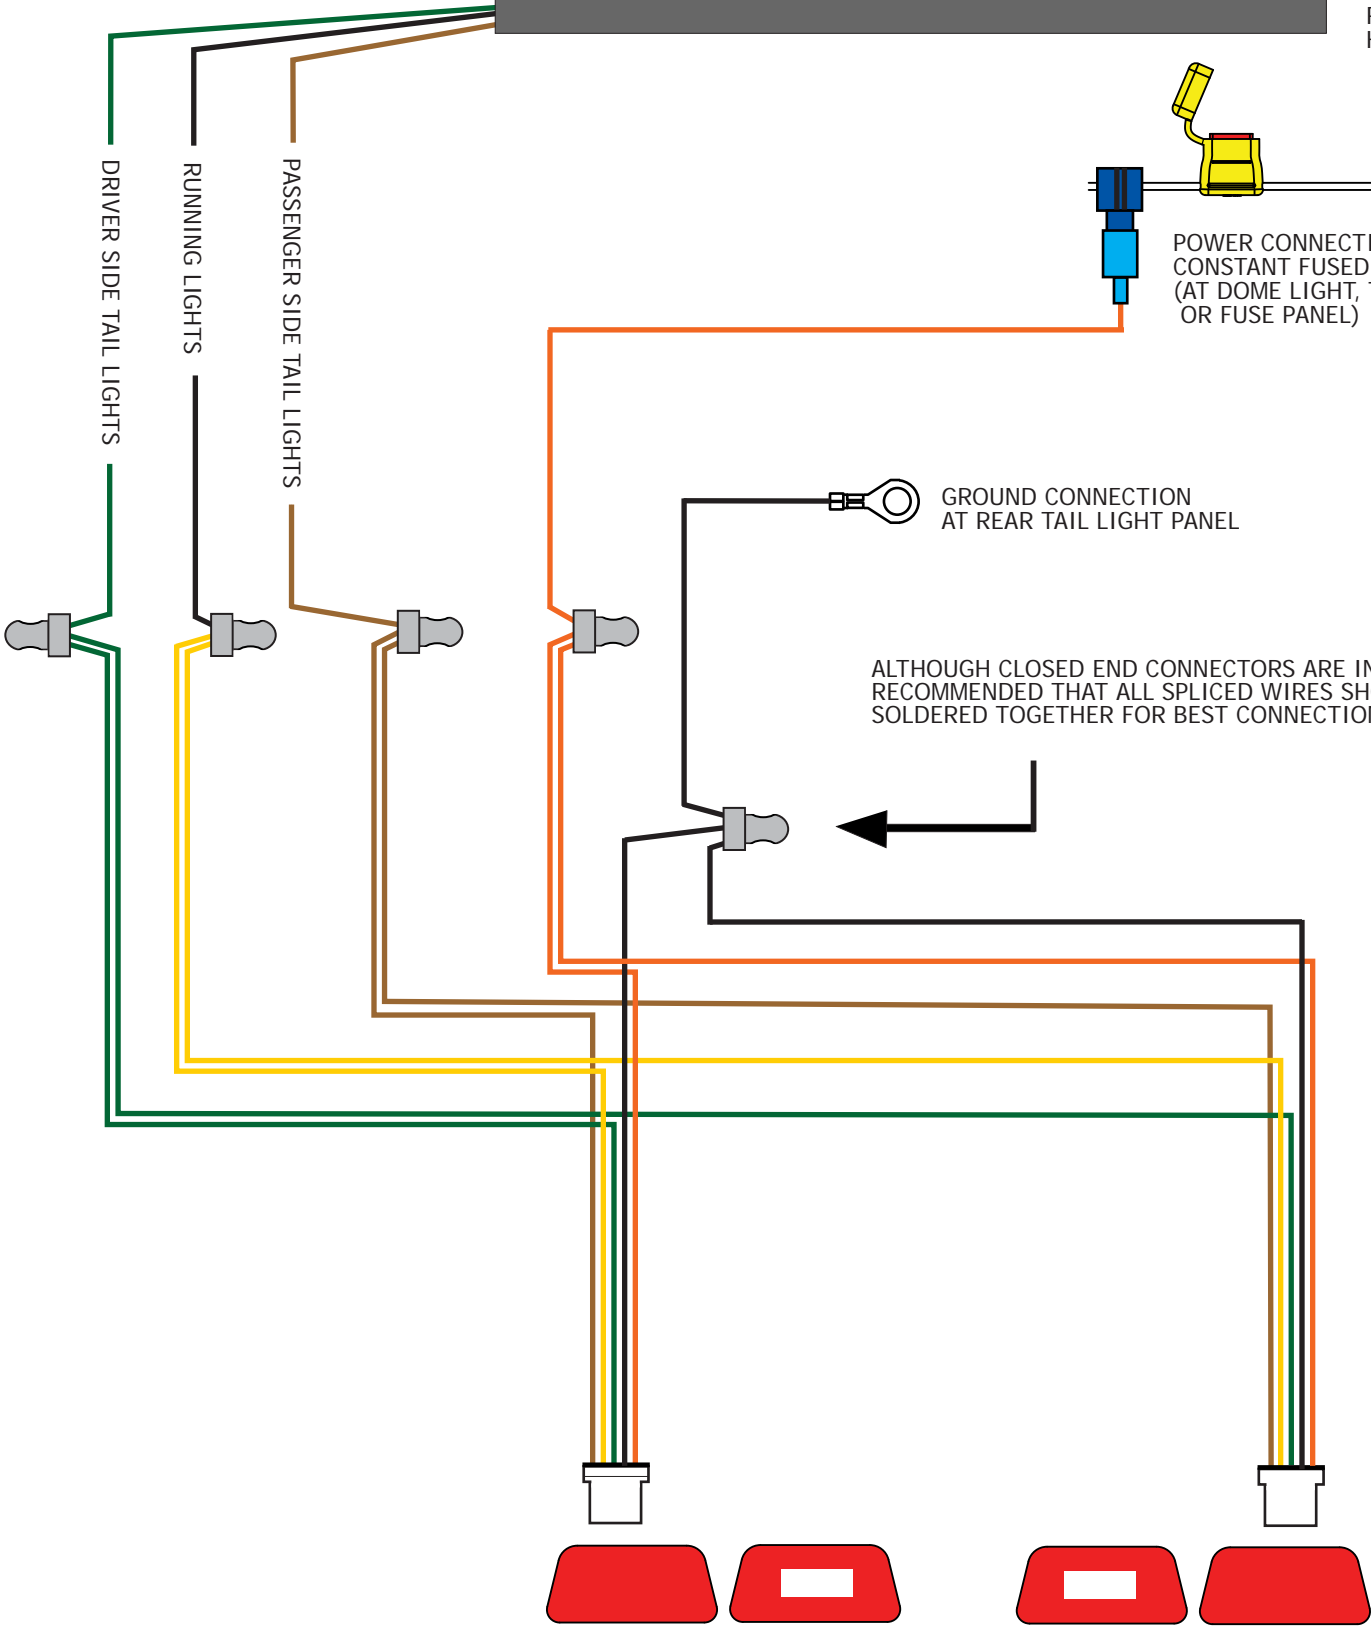 DRIVER SIDE TAIL LIGHTS
RUNNING LIGHTS
PASSENGER SIDE TAIL LIGHTS
POWER CONNECTI
CONSTANT FUSED
(AT DOME LIGHT,
OR FUSE PANEL)
GROUND CONNECTION
AT REAR TAIL LIGHT PANEL
ALTHOUGH CLOSED END CONNECTORS ARE IN
RECOMMENDED THAT ALL SPLICED WIRES SH
SOLDERED TOGETHER FOR BEST CONNECTION